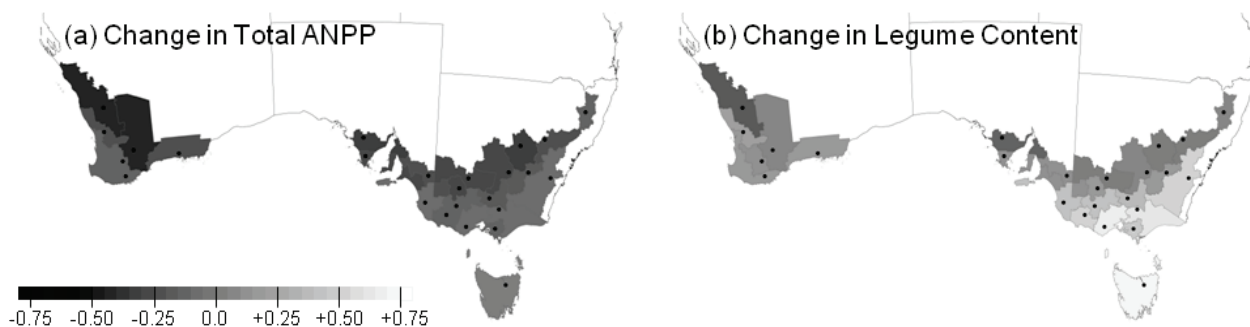 (a) Change in Total ANPP
(b) Change in Legume Content
-0.75 -0.50 -0.25 0.0 +0.25 +0.50 +0.75